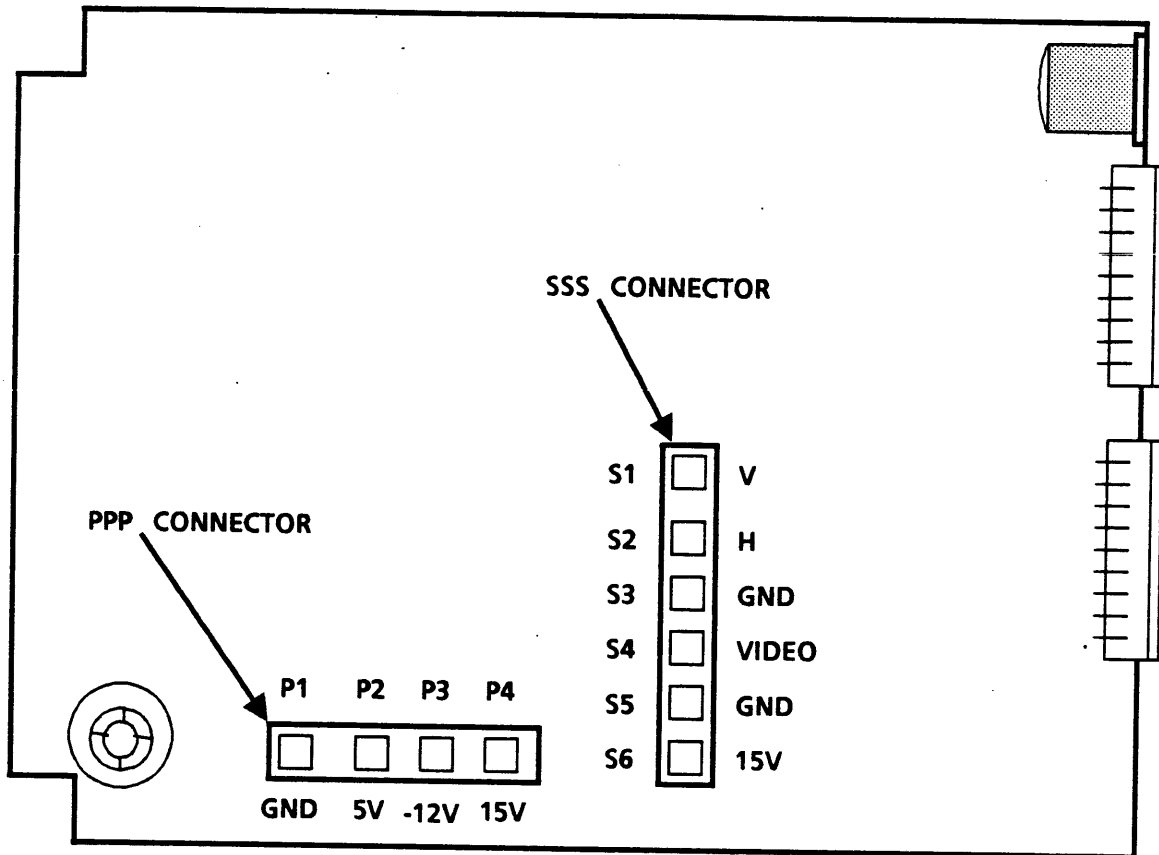 SSS CONNECTOR
S1 V
PPP CONNECTOR
S2 H
S3 GND
S4 VIDEO
P1 P2 P3 P4
S5 GND
S6 15V
GND 5V -12V 15V